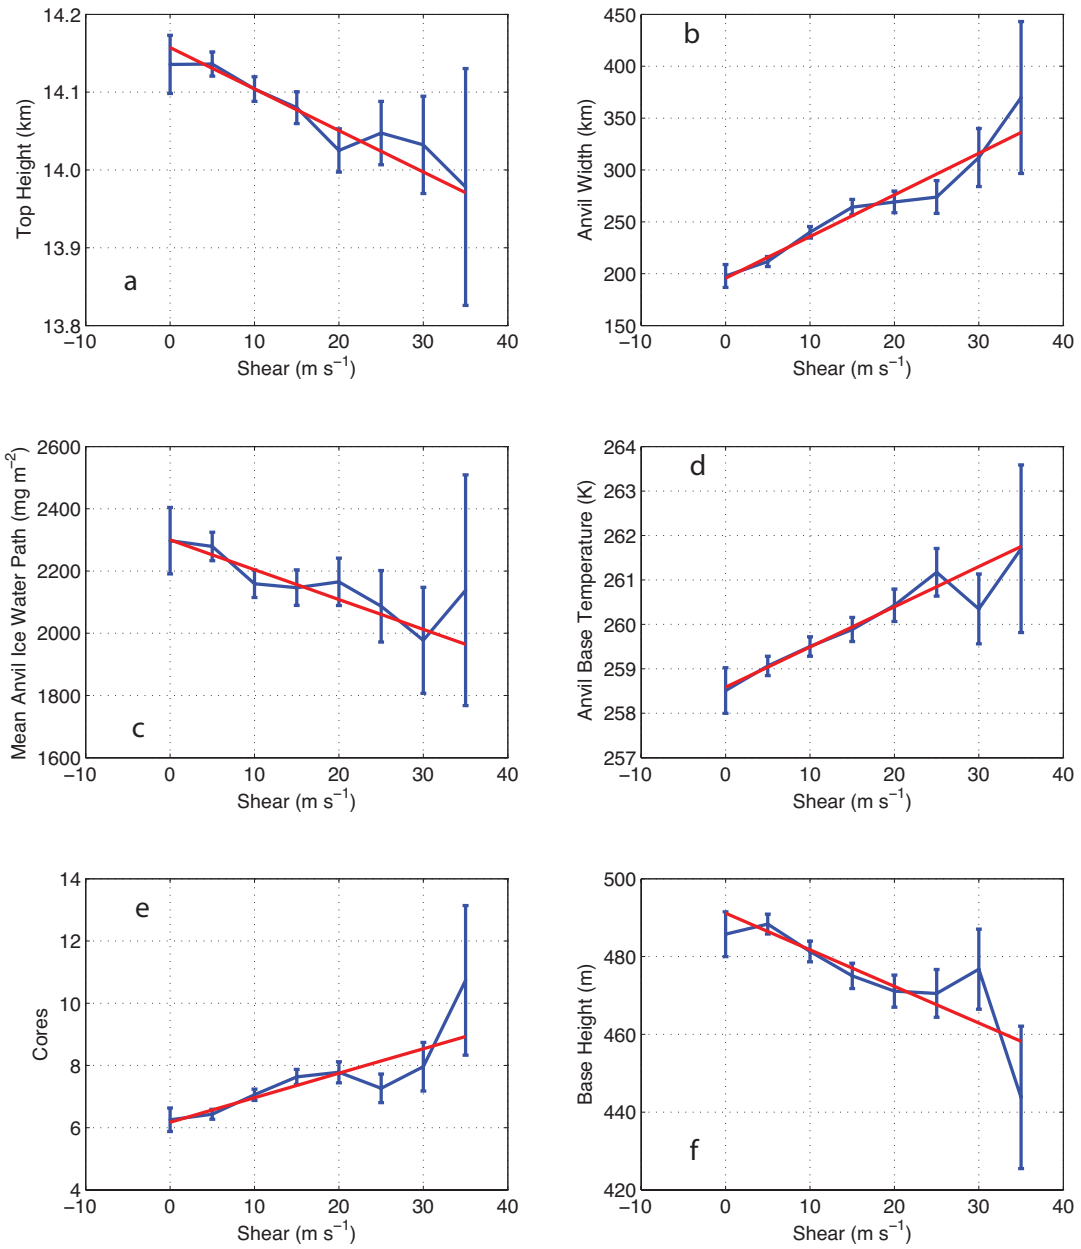 14.2
14.1
14.0
13.9
13.8
Top Height (km)
a
−10 0 10 20 30 40
Shear (m s−1)
450
400
350
300
250
200
150
Anvil Width (km)
b
−10 0 10 20 30 40
Shear (m s−1)
2600
2400
2200
2000
1800
1600
Mean Anvil Ice Water Path (mg m−2)
c
−10 0 10 20 30 40
Shear (m s−1)
264
263
262
261
260
259
258
257
Anvil Base Temperature (K)
d
−10 0 10 20 30 40
Shear (m s−1)
14
12
10
8
6
4
Cores
e
−10 0 10 20 30 40
Shear (m s−1)
500
480
460
440
420
Base Height (m)
f
−10 0 10 20 30 40
Shear (m s−1)